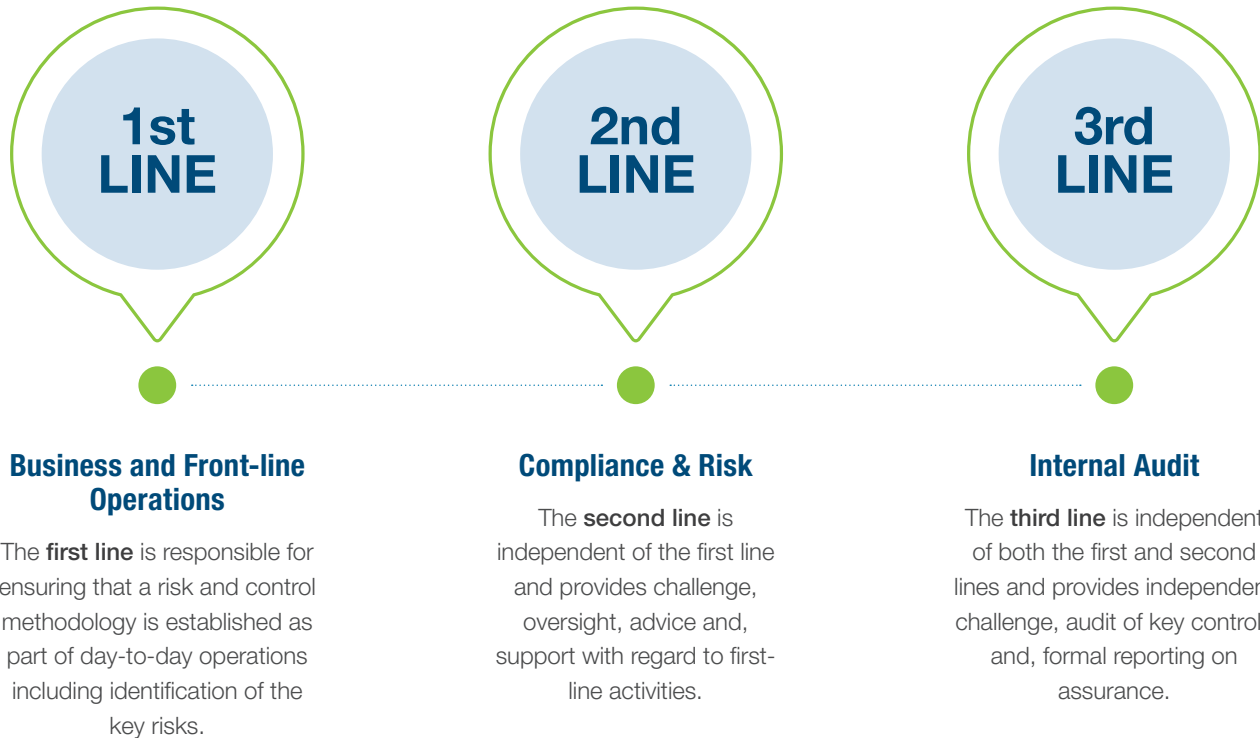 1st
LINE
Business and Front-line
Operations
The first line is responsible for
ensuring that a risk and control
methodology is established as
part of day-to-day operations
including identification of the
key risks.
2nd
LINE
Compliance & Risk
The second line is
independent of the first line
and provides challenge,
oversight, advice and,
support with regard to first-
line activities.
3rd
LINE
Internal Audit
The third line is independent
of both the first and second
lines and provides independen
challenge, audit of key control
and, formal reporting on
assurance.